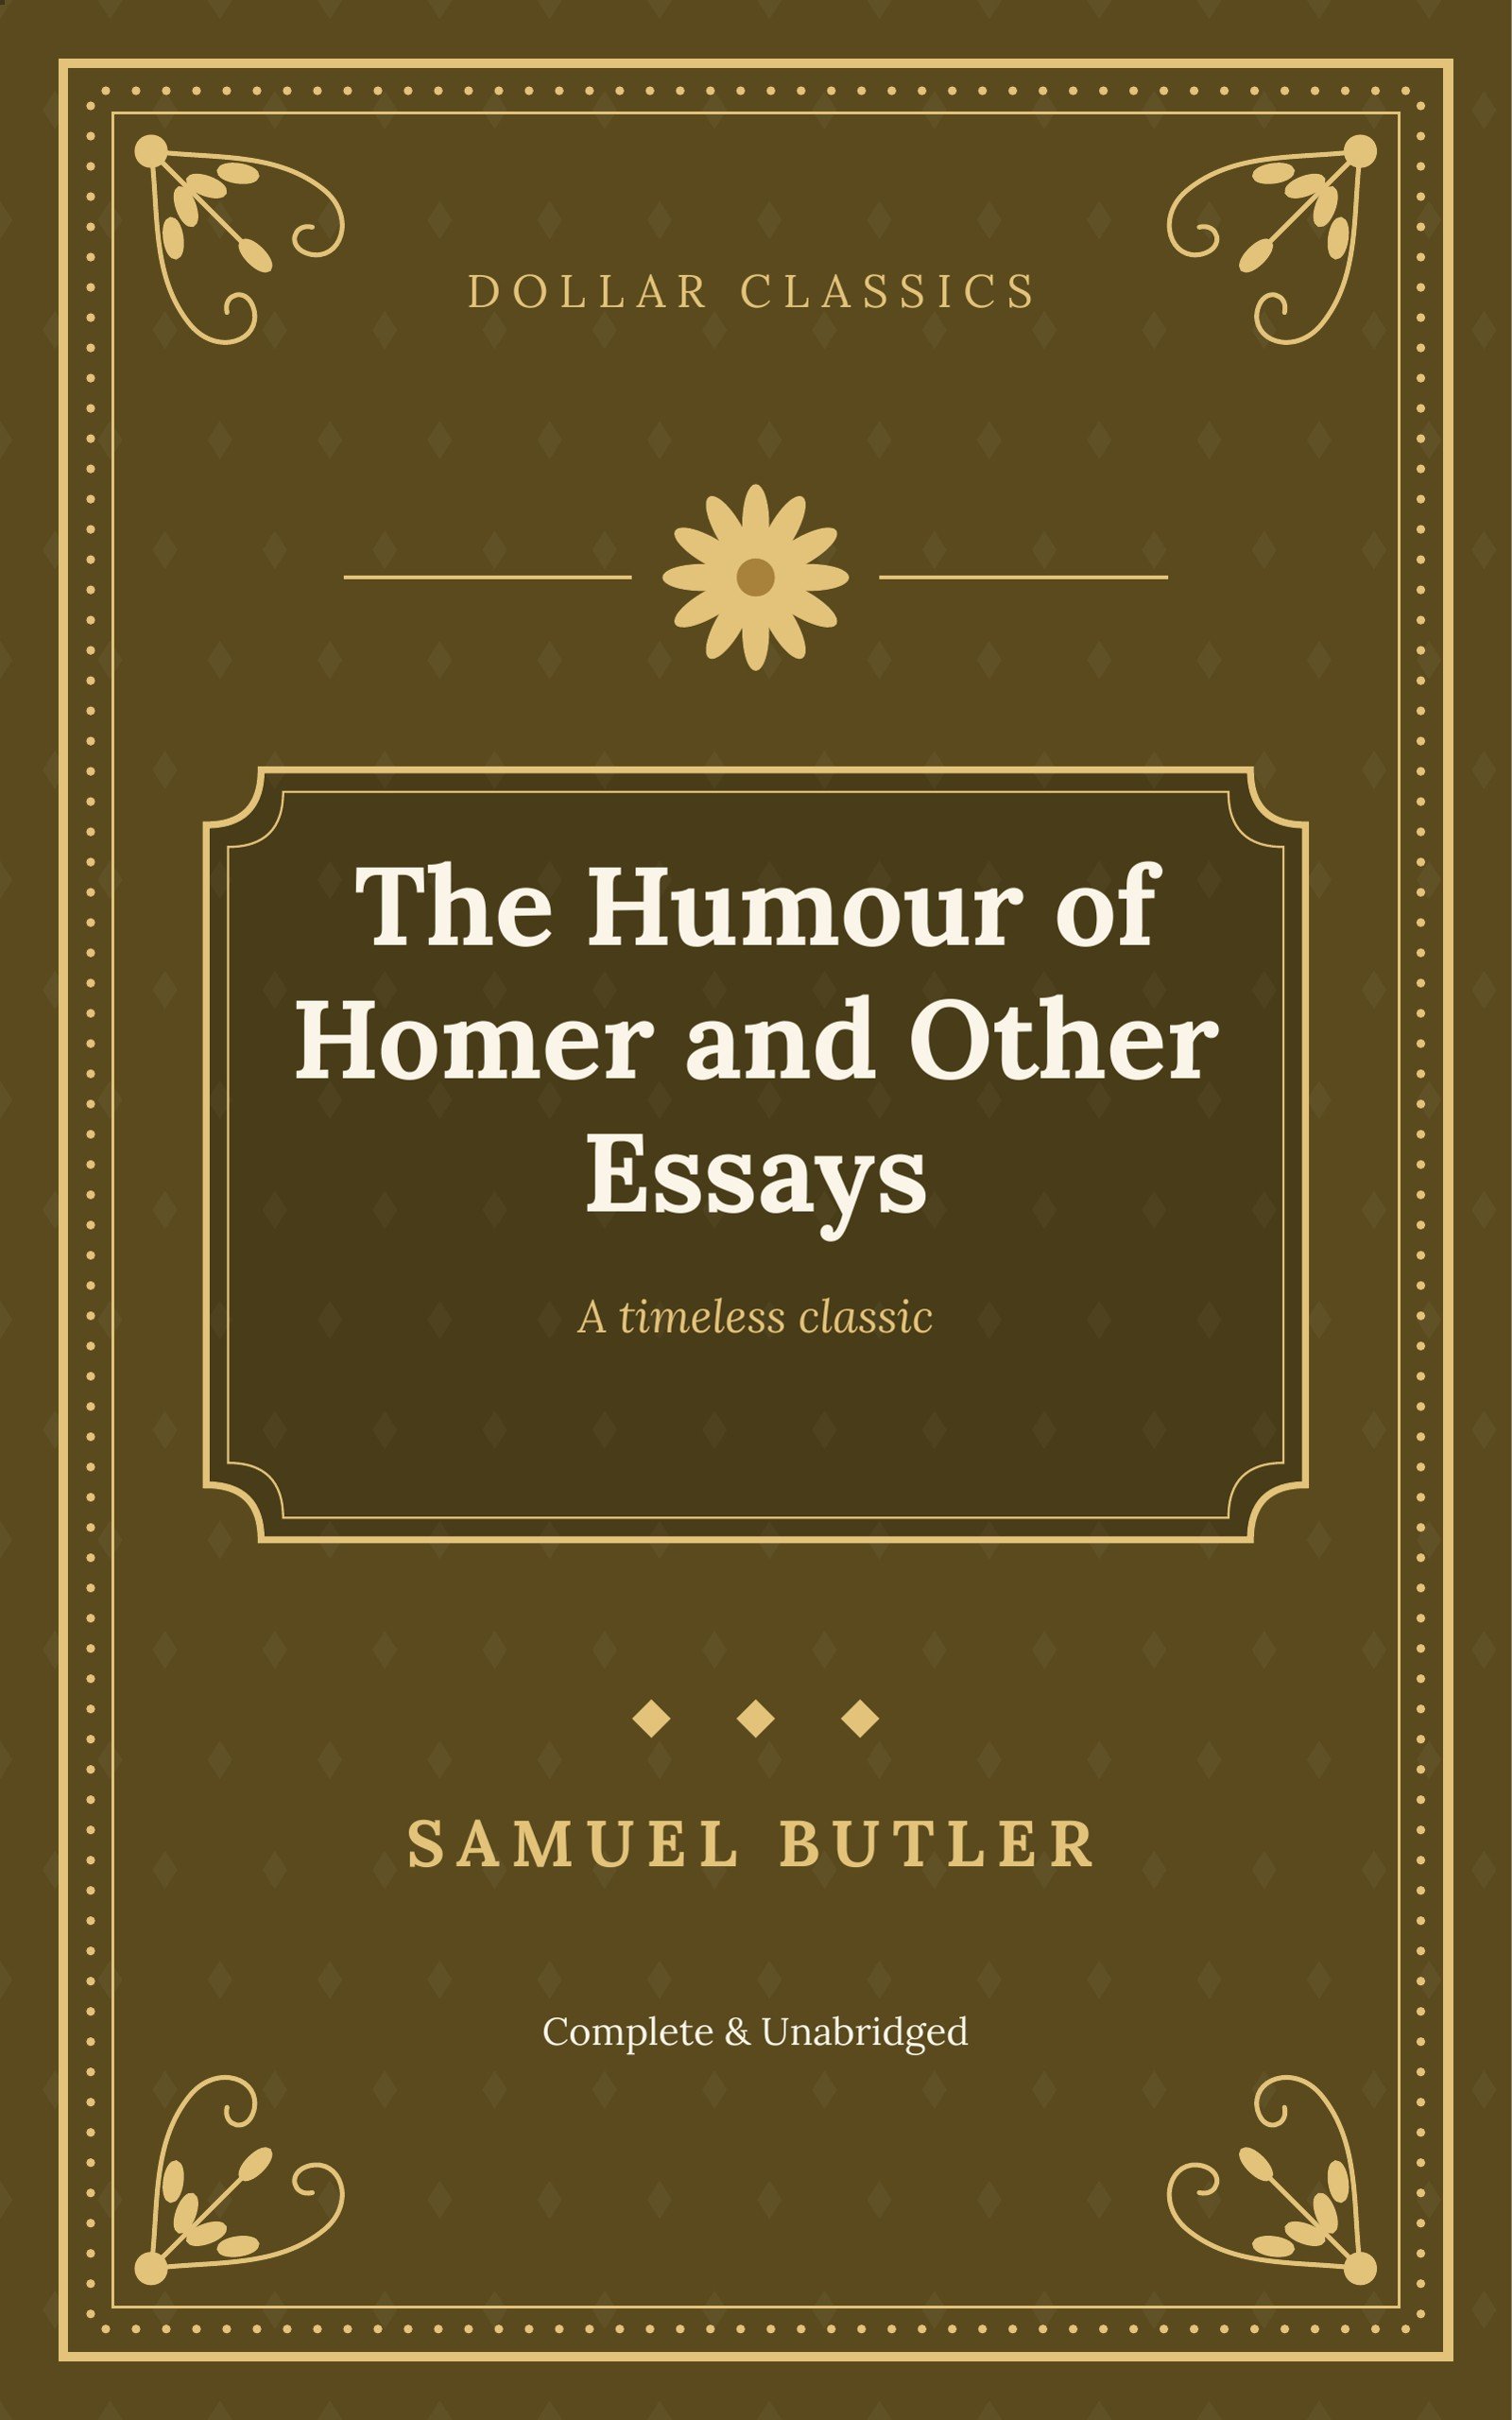 DOLLAR CLASSICS
The Humour of
Homer and Other
Essays
A timeless classic
SAMUEL BUTLER
Complete & Unabridged